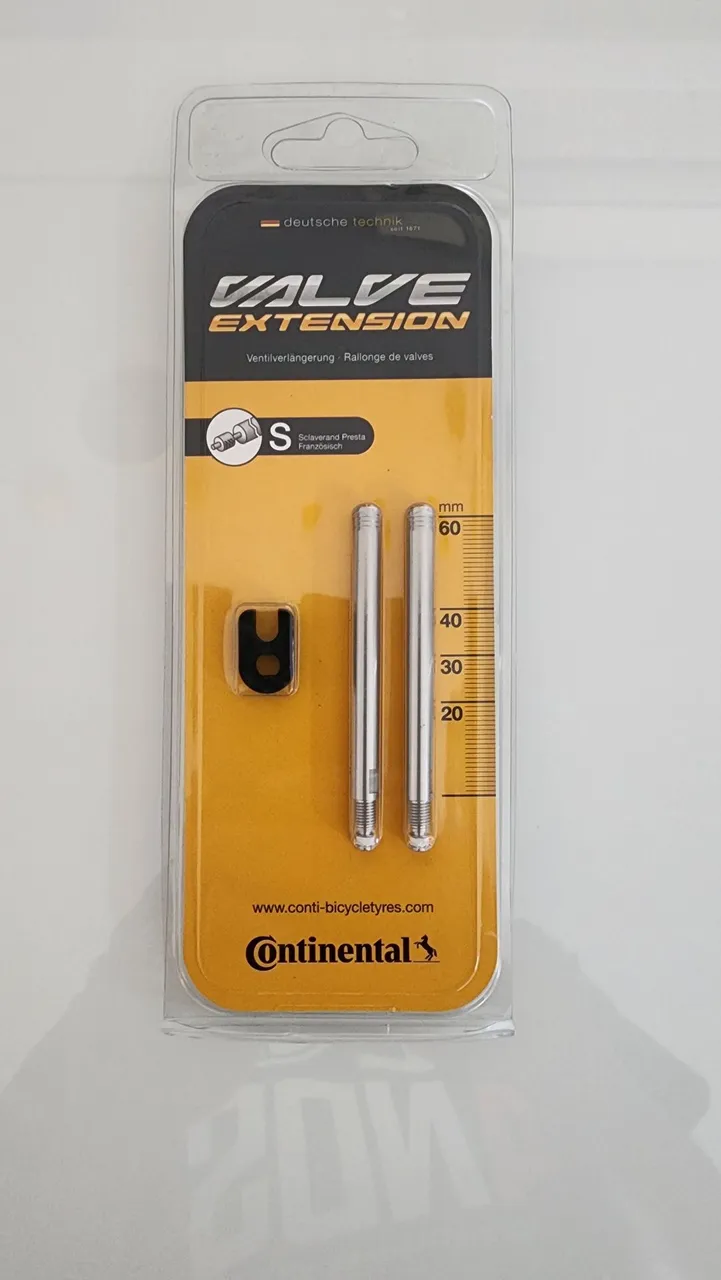 deutsche technik
seit 1871
VALVE
EXTENSION
Ventilverlängerung · Rallonge de valves
S
Sclaverand Presta
Französisch
mm
60
40
30
20
www.conti-bicycletyres.com
Continental